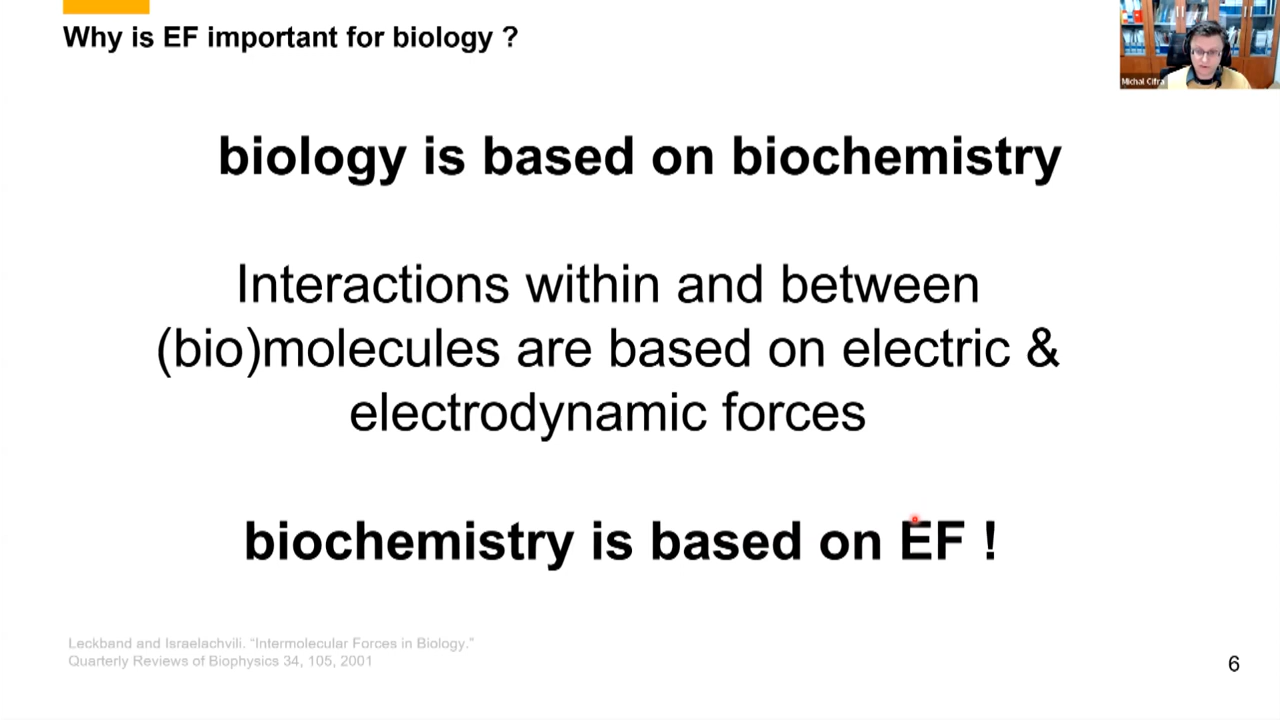 Why is EF important for biology ?
Michal Cifra
biology is based on biochemistry
Interactions within and between
(bio)molecules are based on electric &
electrodynamic forces
biochemistry is based on EF !
Leckband and Israelachvili. “Intermolecular Forces in Biology.”
Quarterly Reviews of Biophysics 34, 105, 2001
6